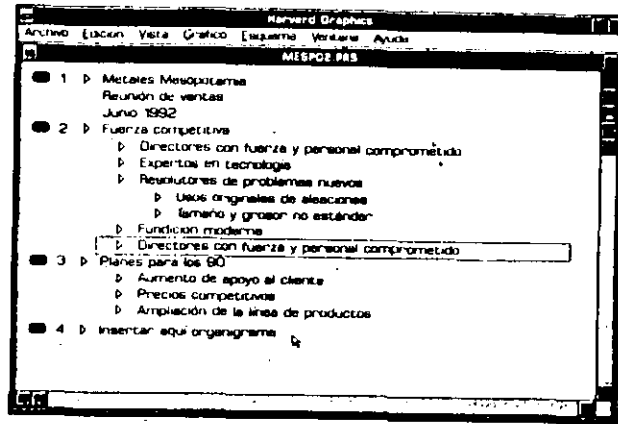 Harvard Graphics
Archivo Edición Vista Gráfico Esquema Ventana Ayuda
MESPO2.PRS
1 Metales Mesopotamia
Reunión de ventas
Junio 1992
2 Fuerza competitiva
Directores con fuerza y personal comprometido
Expertos en tecnología
Resolutores de problemas nuevos
Usos originales de aleaciones
Tamaño y grosor no estándar
Fundición moderna
Directores con fuerza y personal comprometido
3 Planes para los 90
Aumento de apoyo al cliente
Precios competitivos
Ampliación de la línea de productos
4 Insertar aquí organigrama